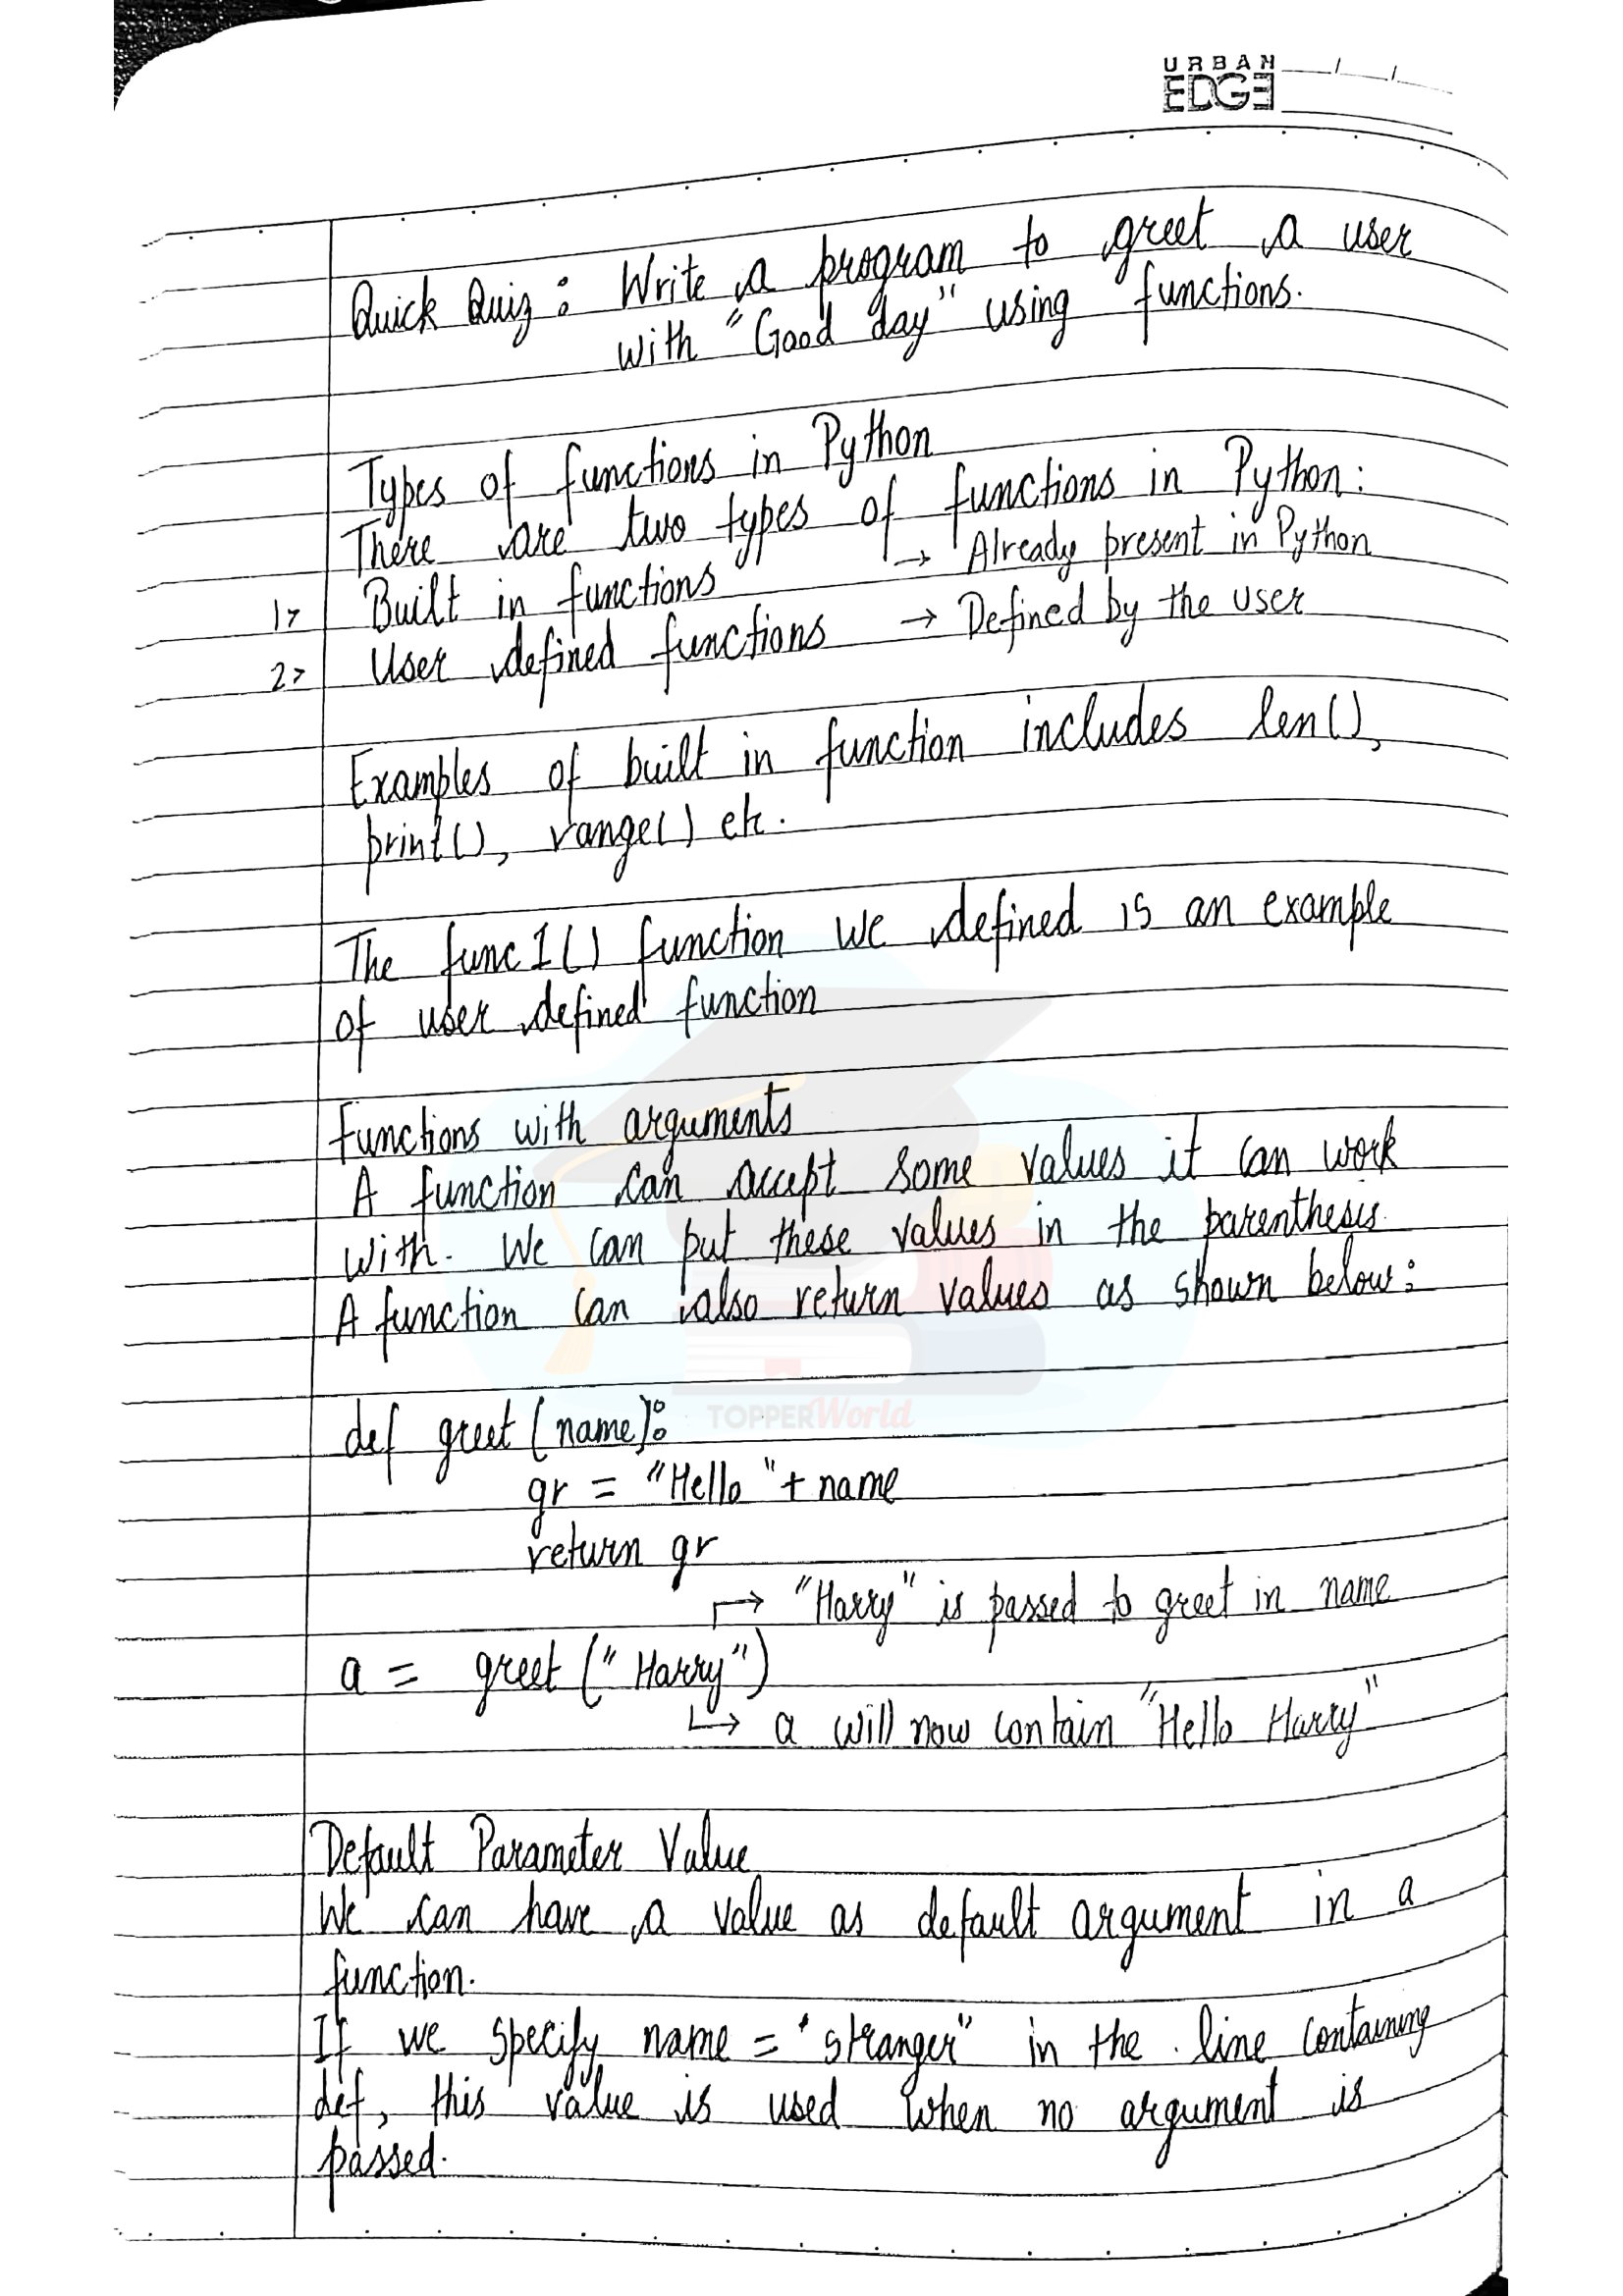 URBAN
EDGE
Quick Quiz : Write a program to greet a user
with "Good day" using functions.
Types of functions in Python
There are two types of functions in Python :
1> Built in functions → Already present in Python
2> User defined functions → Defined by the user
Examples of built in function includes len(),
print(), range() etc.
The func1() function we defined is an example
of user defined function
Functions with arguments
A function can accept some values it can work
with. We can put these values in the parenthesis.
A function can also return values as shown below :
TOPPERWorld
def greet (name):
gr = "Hello " + name
return gr
↱ "Harry" is passed to greet in name
a = greet ("Harry")
↳ a will now contain "Hello Harry"
Default Parameter Value
We can have a value as default argument in a
function.
If we specify name = "stranger" in the line containing
def, this value is used when no argument is
passed.